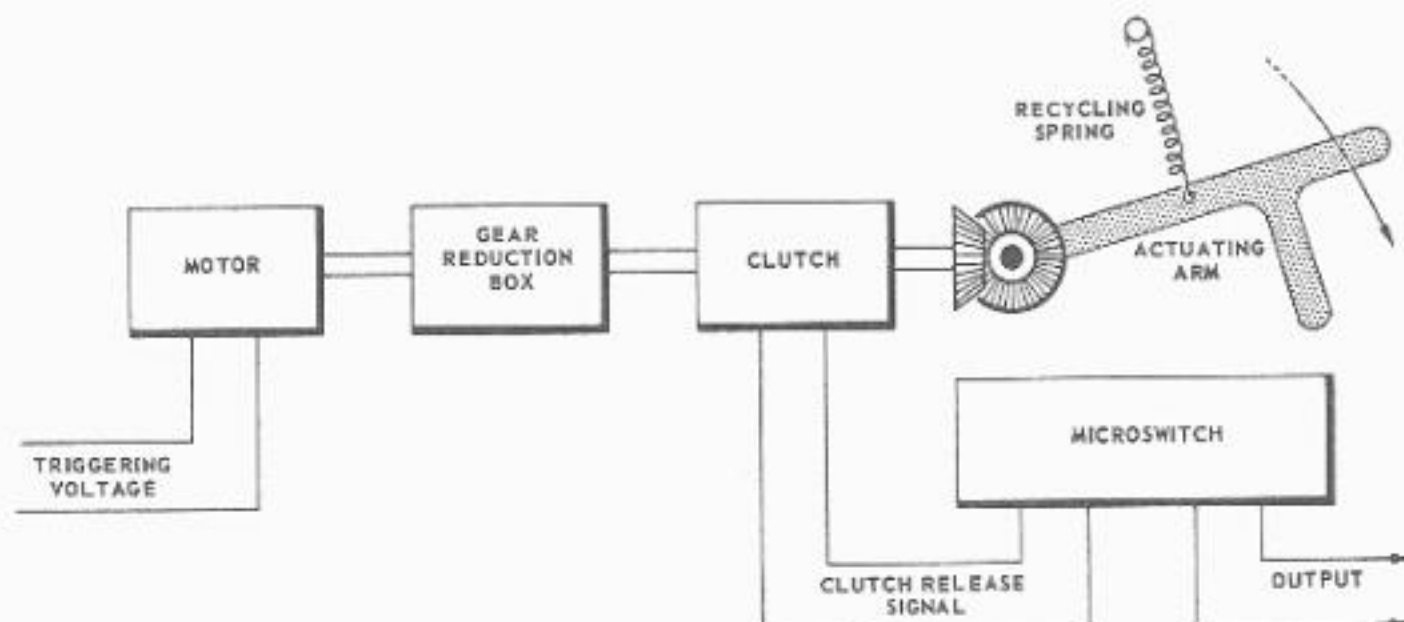 RECYCLING
SPRING
MOTOR
GEAR
REDUCTION
BOX
CLUTCH
ACTUATING
ARM
MICROSWITCH
TRIGGERING
VOLTAGE
CLUTCH RELEASE
SIGNAL
OUTPUT